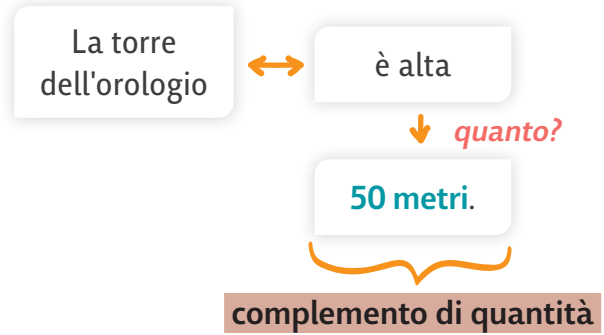 La torre
dell'orologio
è alta
quanto?
50 metri.
complemento di quantità